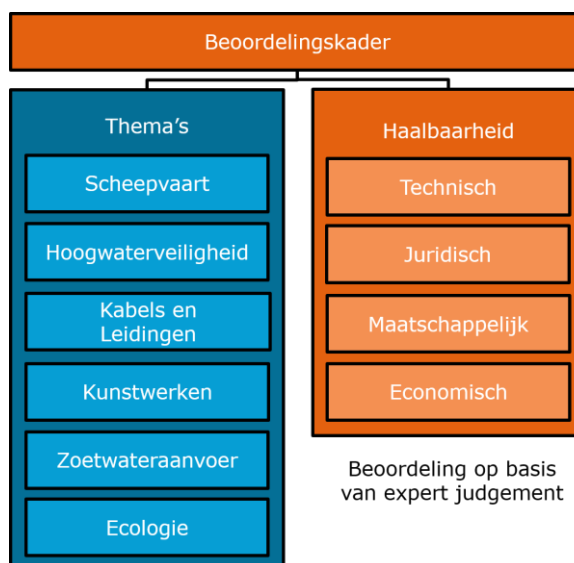 Beoordelingskader
Thema's
Scheepvaart
Hoogwaterveiligheid
Kabels en
Leidingen
Kunstwerken
Zoetwateraanvoer
Ecologie
Haalbaarheid
Technisch
Juridisch
Maatschappelijk
Economisch
Beoordeling op basis
van expert judgement